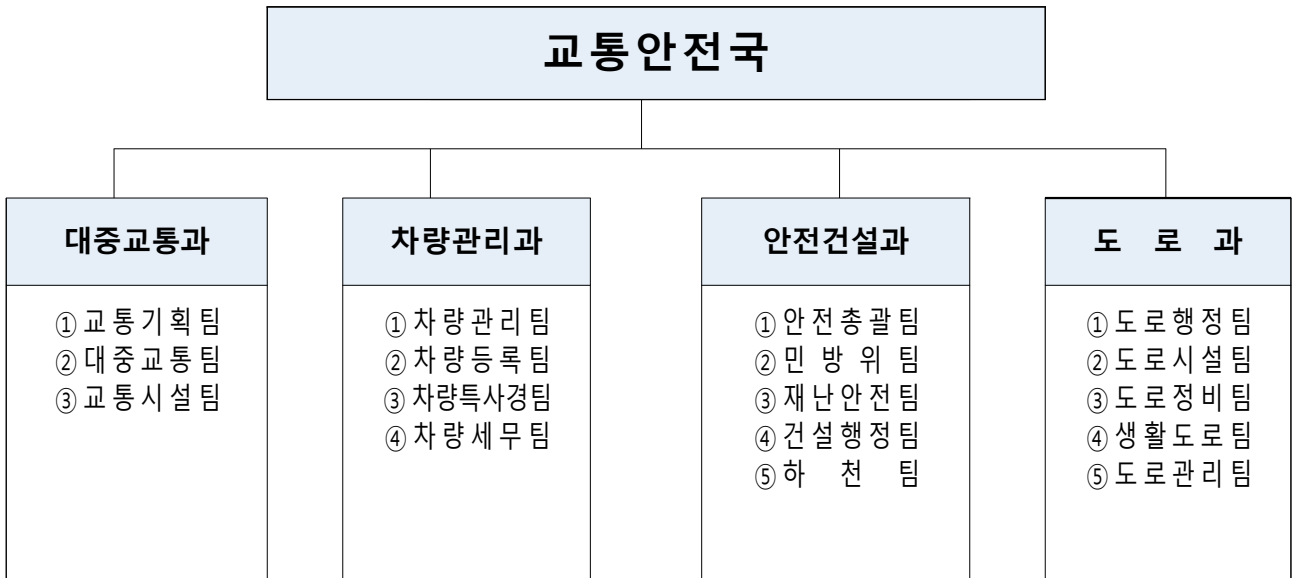 교통안전국
대중교통과
① 교통기획팀
② 대중교통팀
③ 교통시설팀
차량관리과
① 차량관리팀
② 차량등록팀
③ 차량특사경팀
④ 차량세무팀
안전건설과
① 안전총괄팀
② 민방위팀
③ 재난안전팀
④ 건설행정팀
⑤ 하 천 팀
도 로 과
① 도로행정팀
② 도로시설팀
③ 도로정비팀
④ 생활도로팀
⑤ 도로관리팀